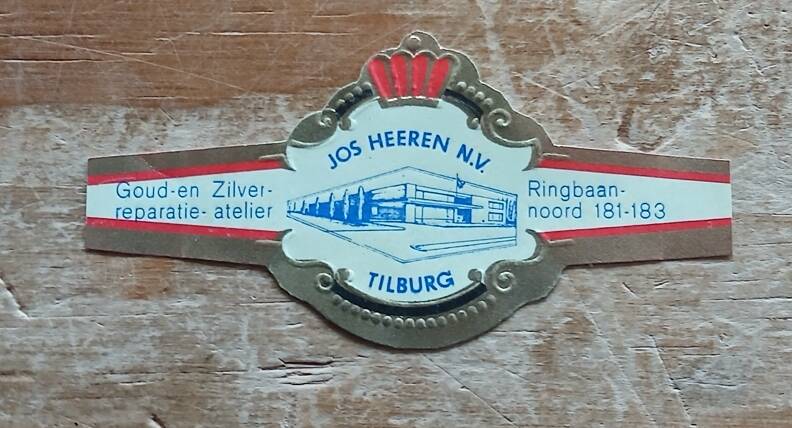 JOS HEEREN N.V.
Goud-en Zilver-
reparatie-atelier
Ringbaan-
noord 181-183
TILBURG